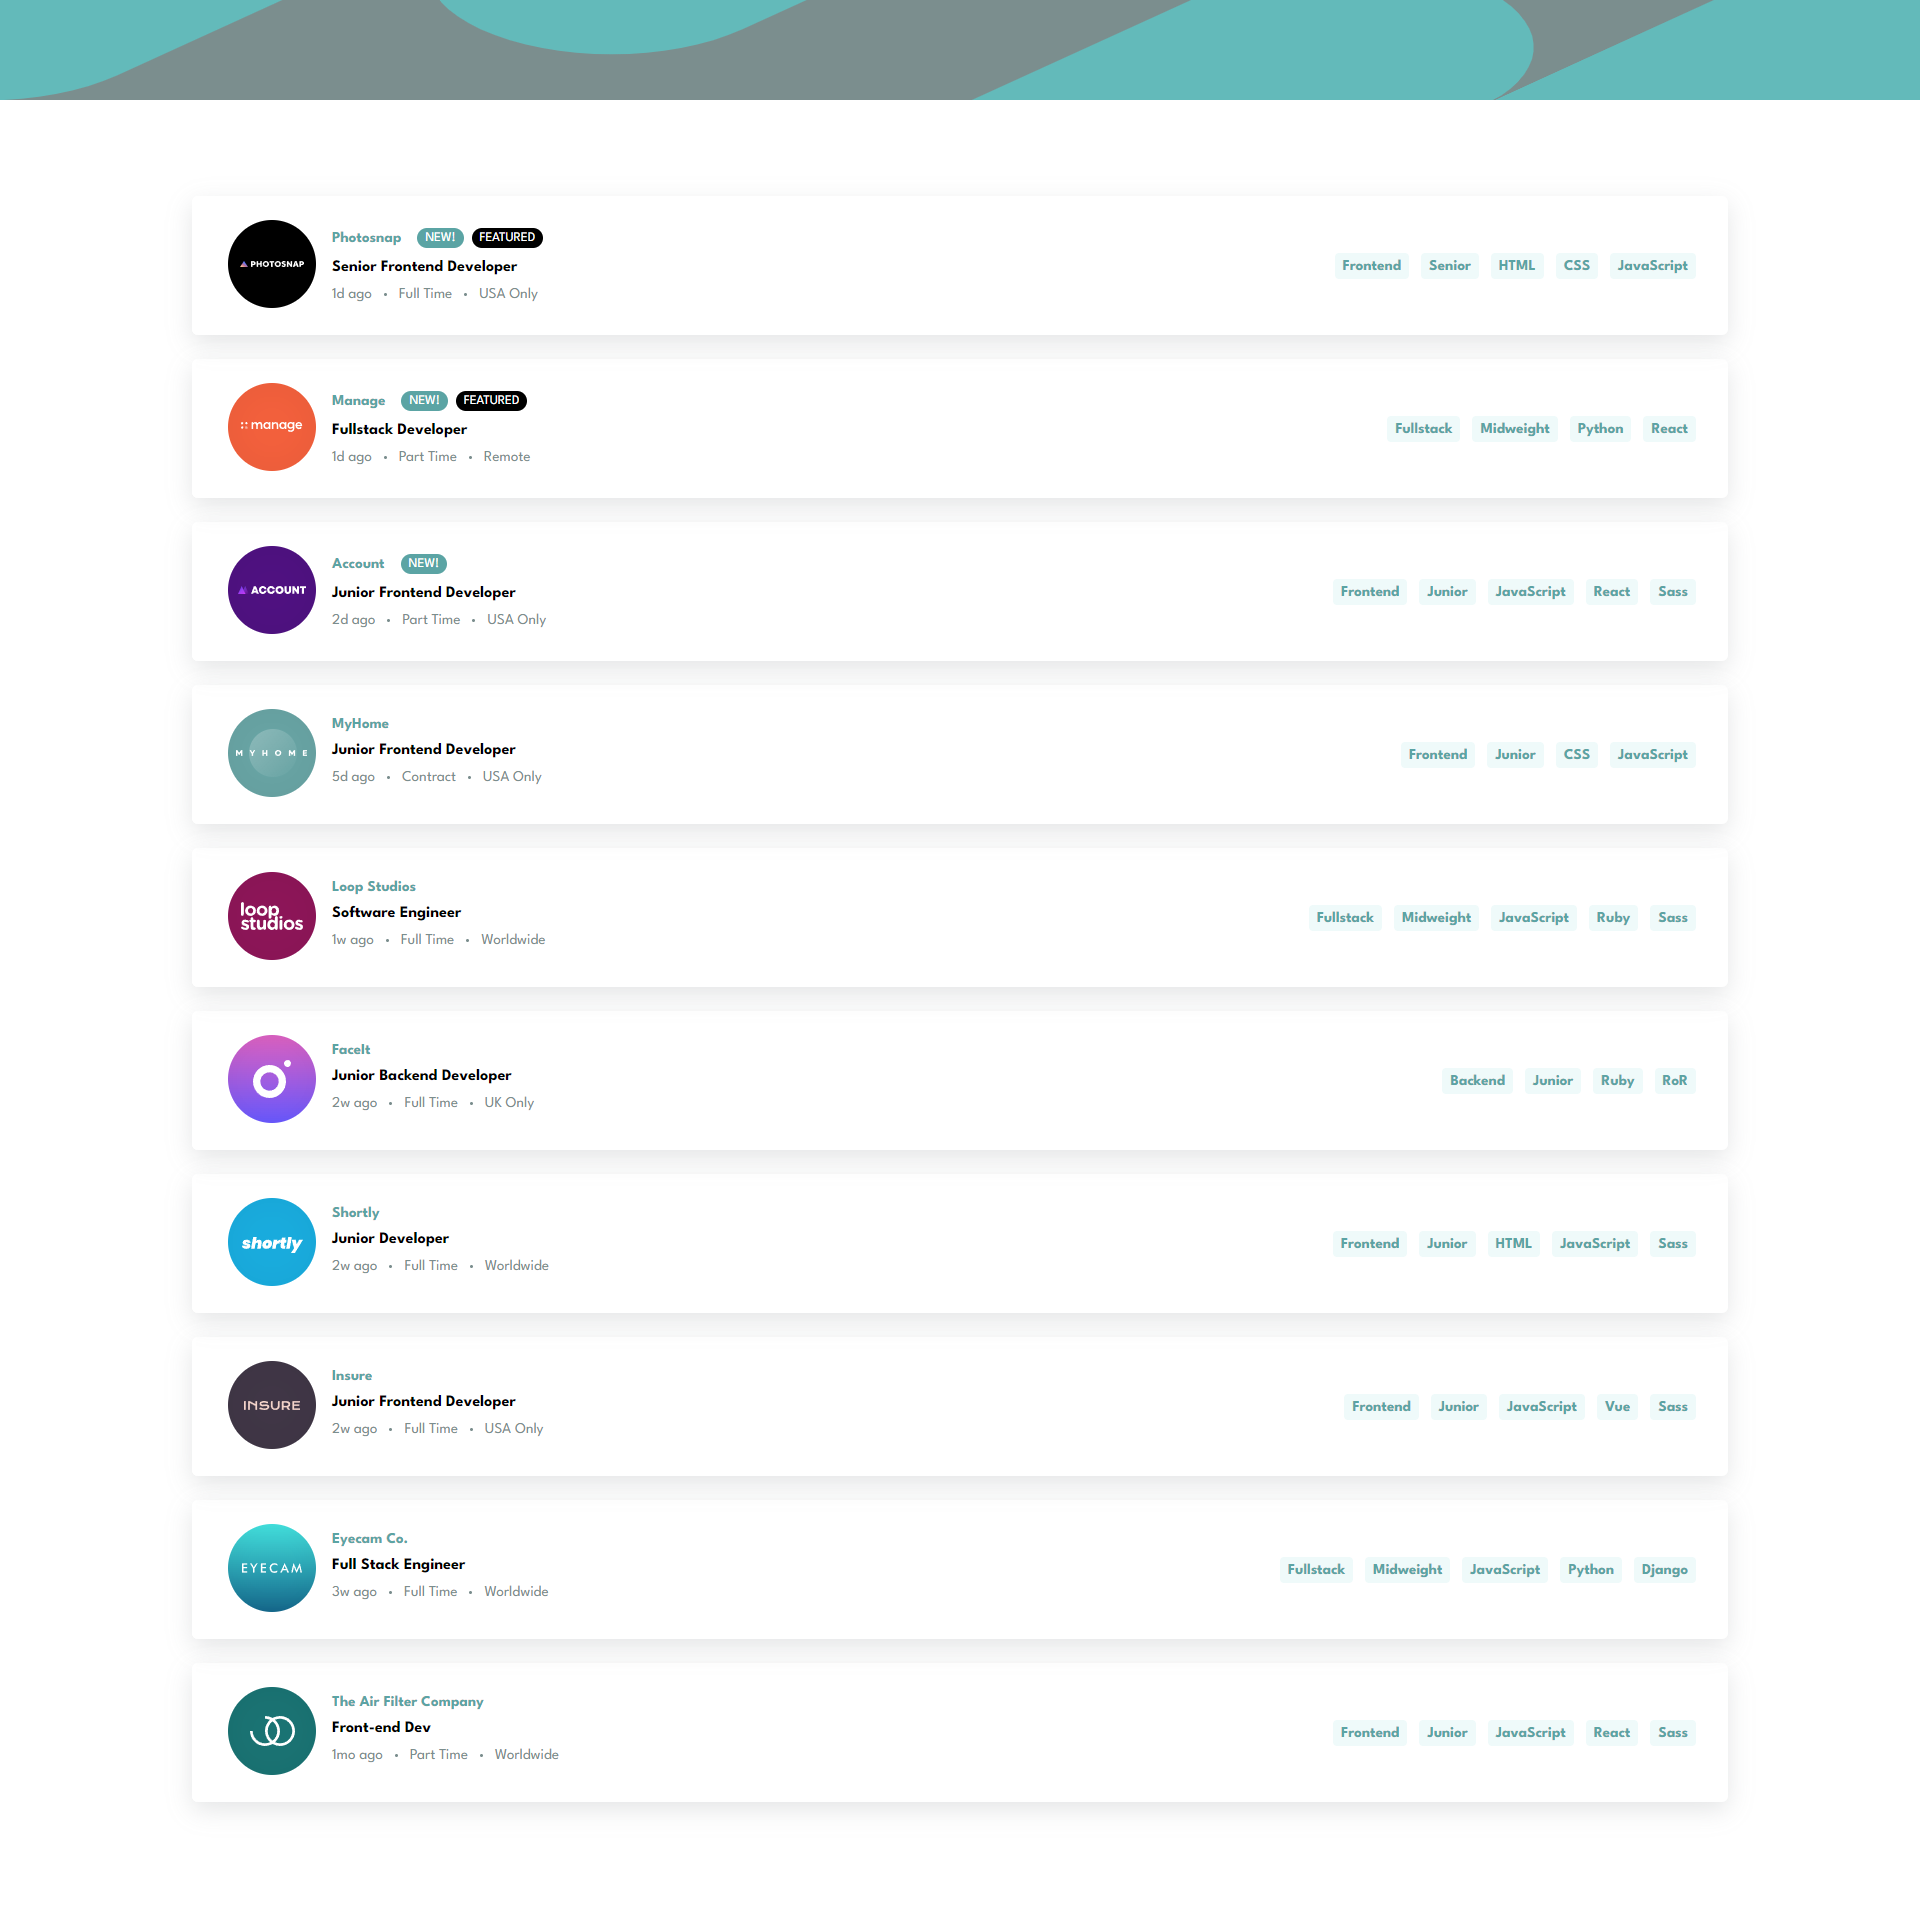 PHOTOSNAP
Photosnap NEW! FEATURED
Senior Frontend Developer
1d ago • Full Time • USA Only
Frontend Senior HTML CSS JavaScript
manage
Manage NEW! FEATURED
Fullstack Developer
1d ago • Part Time • Remote
Fullstack Midweight Python React
ACCOUNT
Account NEW!
Junior Frontend Developer
2d ago • Part Time • USA Only
Frontend Junior JavaScript React Sass
MYHOME
MyHome
Junior Frontend Developer
5d ago • Contract • USA Only
Frontend Junior CSS JavaScript
loop
studios
Loop Studios
Software Engineer
1w ago • Full Time • Worldwide
Fullstack Midweight JavaScript Ruby Sass
FaceIt
Junior Backend Developer
2w ago • Full Time • UK Only
Backend Junior Ruby RoR
shortly
Shortly
Junior Developer
2w ago • Full Time • Worldwide
Frontend Junior HTML JavaScript Sass
INSURE
Insure
Junior Frontend Developer
2w ago • Full Time • USA Only
Frontend Junior JavaScript Vue Sass
EYECAM
Eyecam Co.
Full Stack Engineer
3w ago • Full Time • Worldwide
Fullstack Midweight JavaScript Python Django
The Air Filter Company
Front-end Dev
1mo ago • Part Time • Worldwide
Frontend Junior JavaScript React Sass